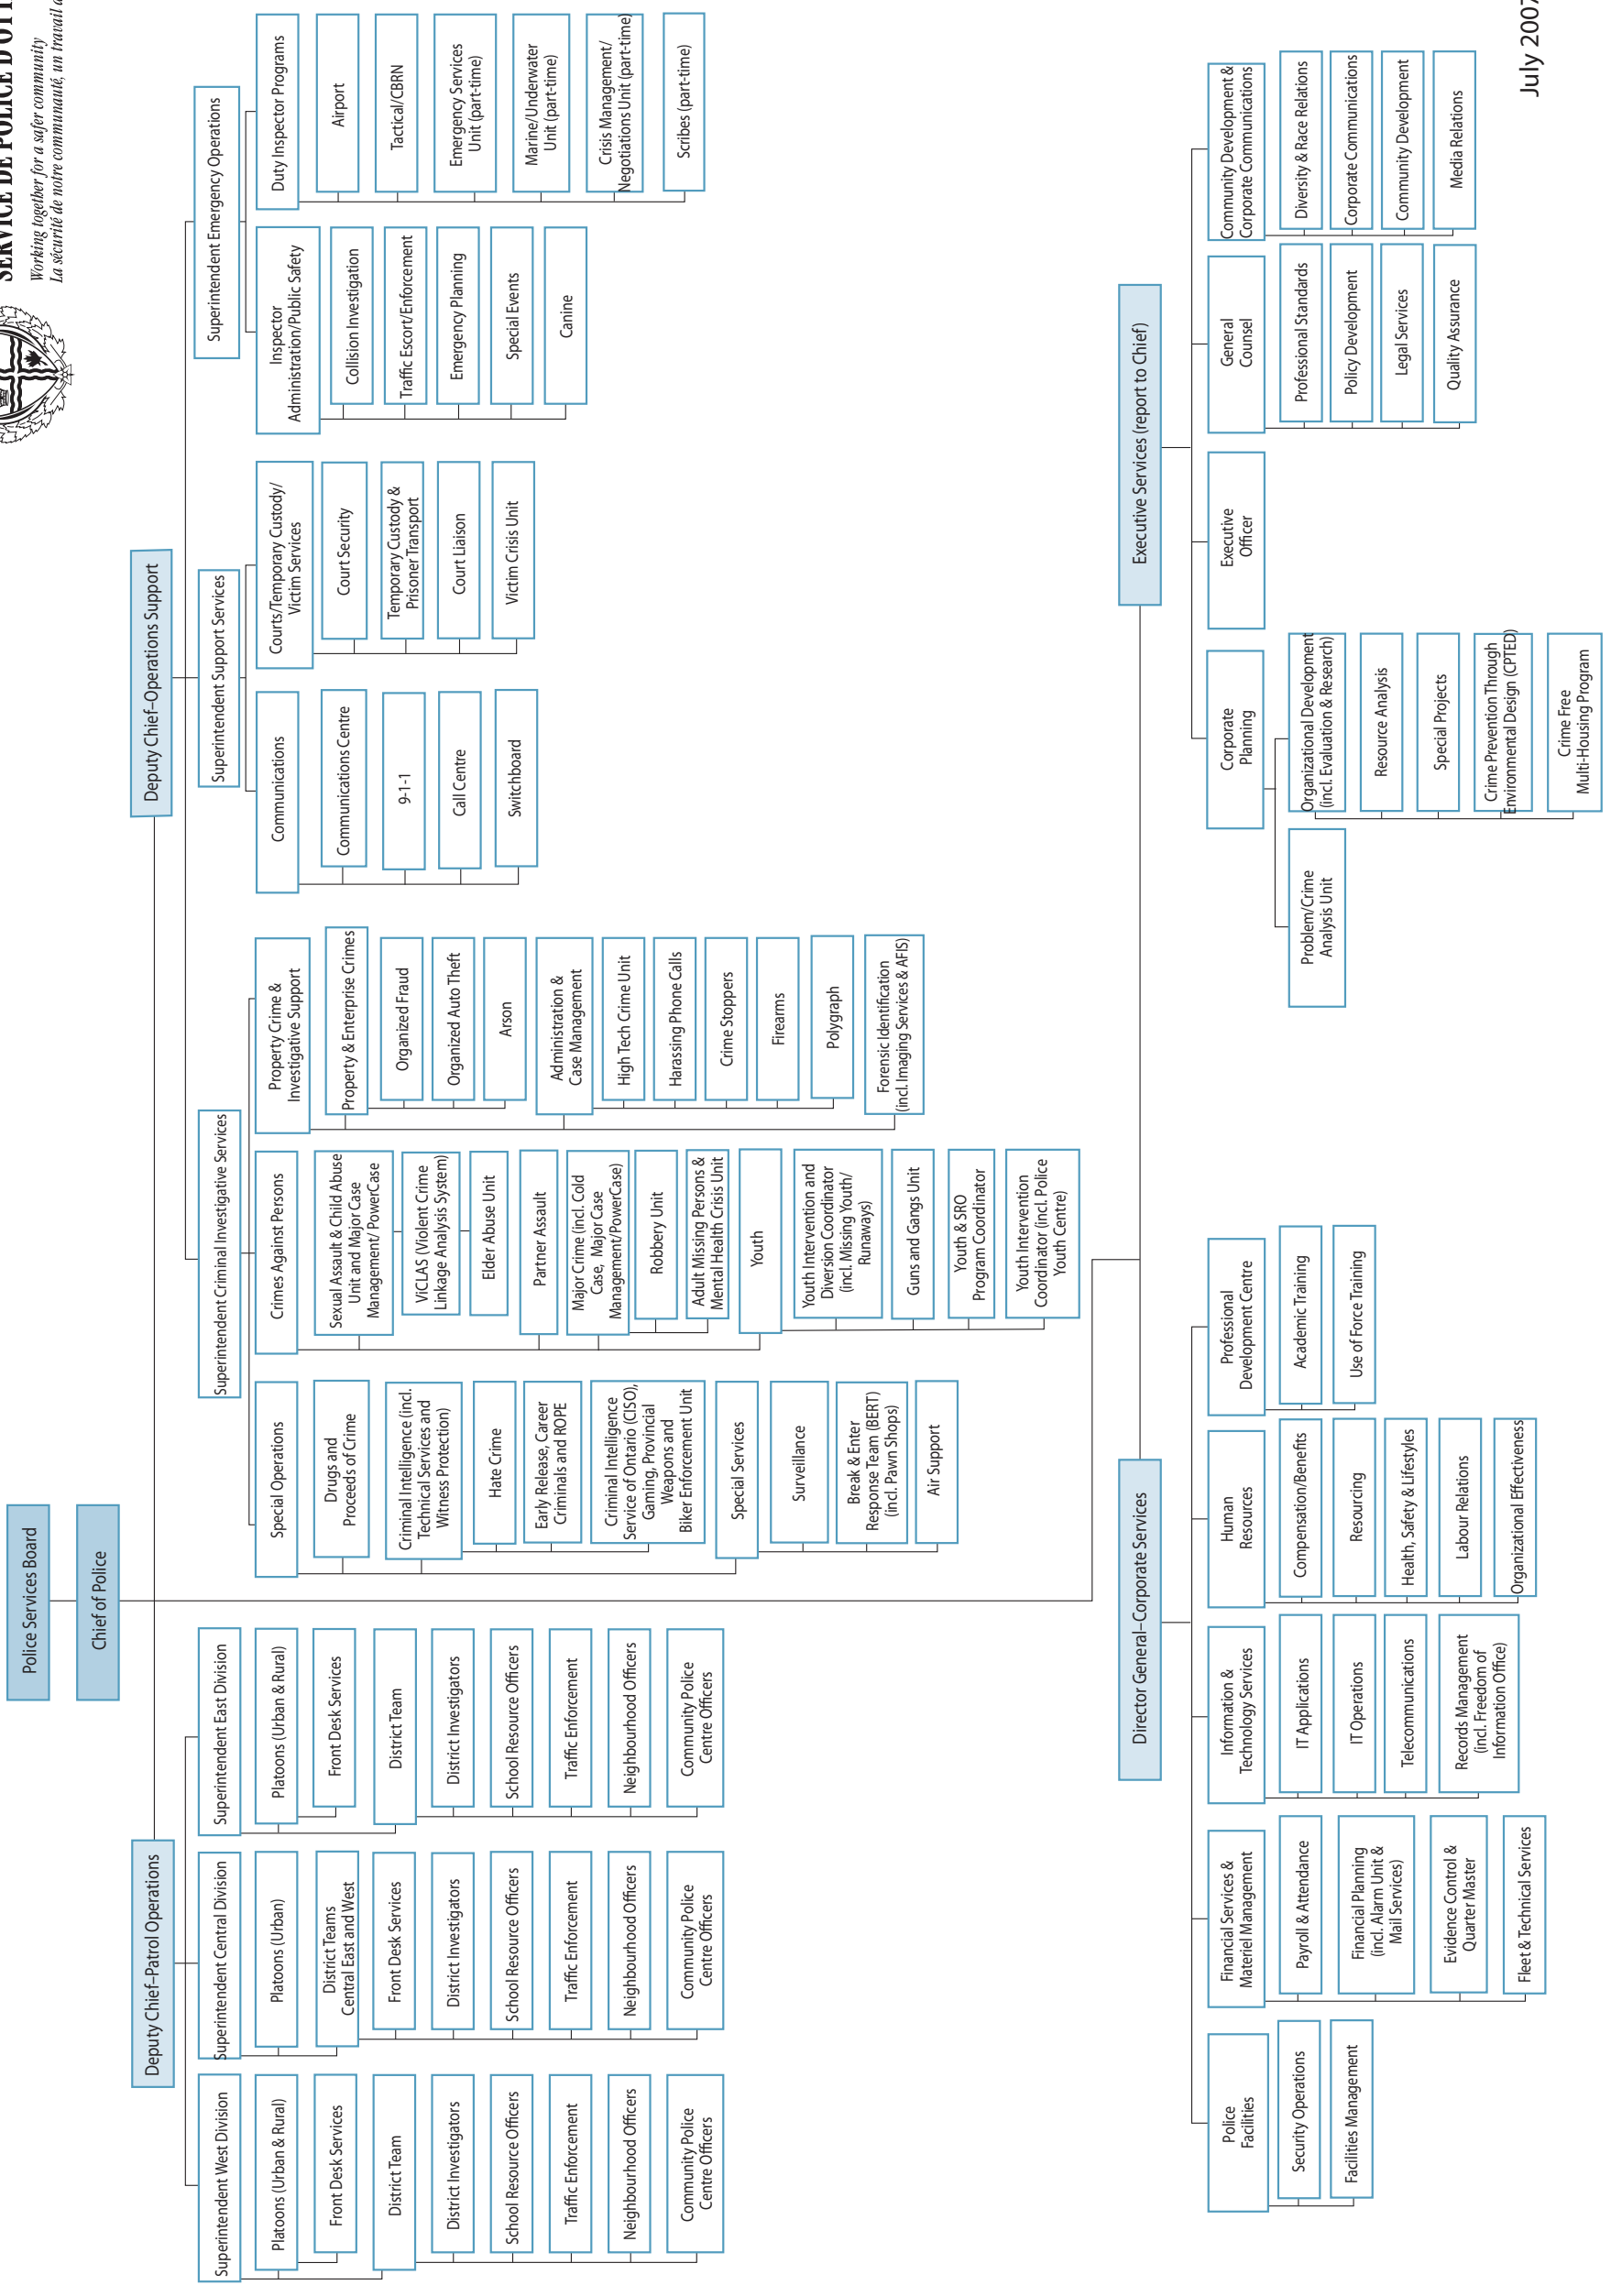 SERVICE DE POLICE D'OTT
Working together for a safer community
La sécurité de notre communauté, un travail d
Police Services Board
Chief of Police
Deputy Chief–Patrol Operations
Superintendent West Division
Platoons (Urban & Rural)
Front Desk Services
District Team
District Investigators
School Resource Officers
Traffic Enforcement
Neighbourhood Officers
Community Police
Centre Officers
Superintendent Central Division
Platoons (Urban)
District Teams
Central East and West
Front Desk Services
District Investigators
School Resource Officers
Traffic Enforcement
Neighbourhood Officers
Community Police
Centre Officers
Superintendent East Division
Platoons (Urban & Rural)
Front Desk Services
District Team
District Investigators
School Resource Officers
Traffic Enforcement
Neighbourhood Officers
Community Police
Centre Officers
Deputy Chief–Operations Support
Superintendent Criminal Investigative Services
Special Operations
Drugs and
Proceeds of Crime
Criminal Intelligence (incl.
Technical Services and
Witness Protection)
Hate Crime
Early Release, Career
Criminals and ROPE
Criminal Intelligence
Service of Ontario (CISO),
Gaming, Provincial
Weapons and
Biker Enforcement Unit
Special Services
Surveillance
Break & Enter
Response Team (BERT)
(incl. Pawn Shops)
Air Support
Crimes Against Persons
Sexual Assault & Child Abuse
Unit and Major Case
Management/ PowerCase
ViCLAS (Violent Crime
Linkage Analysis System)
Elder Abuse Unit
Partner Assault
Major Crime (incl. Cold
Case, Major Case
Management/PowerCase)
Robbery Unit
Adult Missing Persons &
Mental Health Crisis Unit
Youth
Youth Intervention and
Diversion Coordinator
(incl. Missing Youth/
Runaways)
Guns and Gangs Unit
Youth & SRO
Program Coordinator
Youth Intervention
Coordinator (incl. Police
Youth Centre)
Property Crime &
Investigative Support
Property & Enterprise Crimes
Organized Fraud
Organized Auto Theft
Arson
Administration &
Case Management
High Tech Crime Unit
Harassing Phone Calls
Crime Stoppers
Firearms
Polygraph
Forensic Identification
(incl. Imaging Services & AFIS)
Superintendent Support Services
Communications
Communications Centre
9-1-1
Call Centre
Switchboard
Courts/Temporary Custody/
Victim Services
Court Security
Temporary Custody &
Prisoner Transport
Court Liaison
Victim Crisis Unit
Superintendent Emergency Operations
Inspector
Administration/Public Safety
Collision Investigation
Traffic Escort/Enforcement
Emergency Planning
Special Events
Canine
Duty Inspector Programs
Airport
Tactical/CBRN
Emergency Services
Unit (part-time)
Marine/Underwater
Unit (part-time)
Crisis Management/
Negotiations Unit (part-time)
Scribes (part-time)
Director General–Corporate Services
Police
Facilities
Security Operations
Facilities Management
Financial Services &
Materiel Management
Payroll & Attendance
Financial Planning
(incl. Alarm Unit &
Mail Services)
Evidence Control &
Quarter Master
Fleet & Technical Services
Information &
Technology Services
IT Applications
IT Operations
Telecommunications
Records Management
(incl. Freedom of
Information Office)
Human
Resources
Compensation/Benefits
Resourcing
Health, Safety & Lifestyles
Labour Relations
Organizational Effectiveness
Professional
Development Centre
Academic Training
Use of Force Training
Executive Services (report to Chief)
Corporate
Planning
Problem/Crime
Analysis Unit
Organizational Development
(incl. Evaluation & Research)
Resource Analysis
Special Projects
Crime Prevention Through
Environmental Design (CPTED)
Crime Free
Multi-Housing Program
Executive
Officer
General
Counsel
Professional Standards
Policy Development
Legal Services
Quality Assurance
Community Development &
Corporate Communications
Diversity & Race Relations
Corporate Communications
Community Development
Media Relations
July 2007